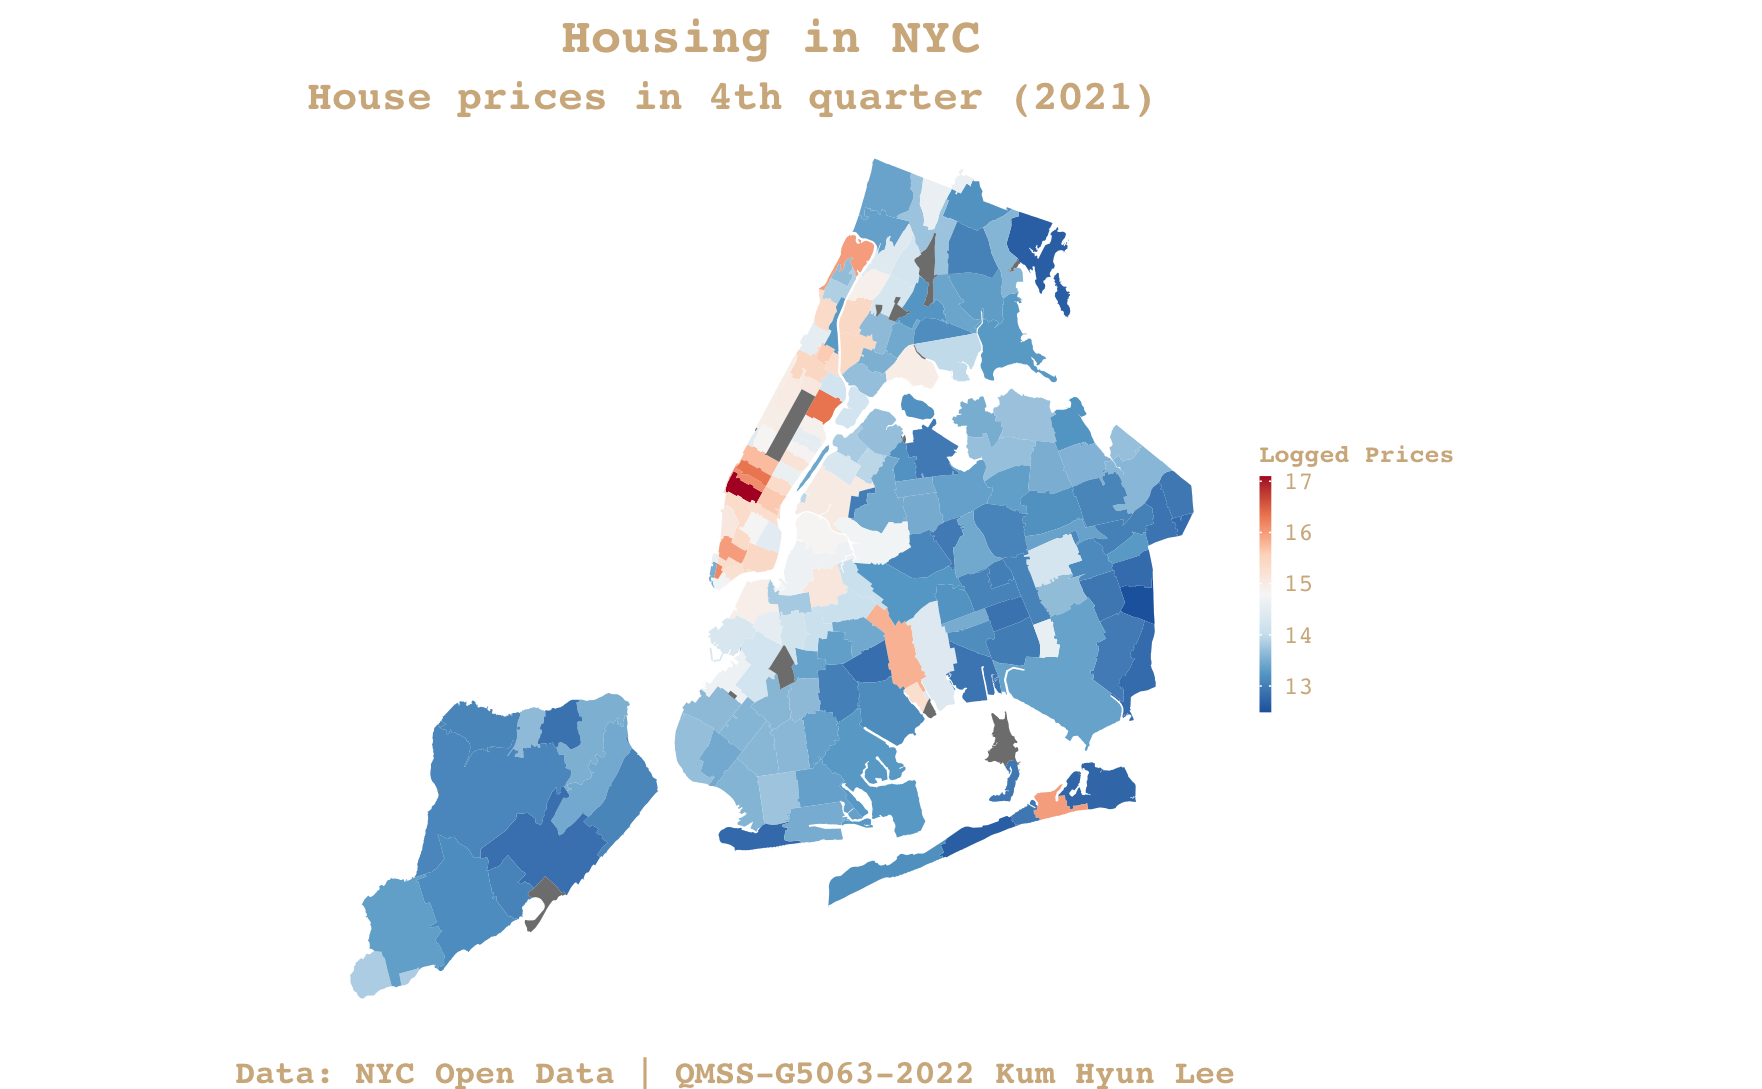 Housing in NYC
House prices in 4th quarter (2021)
Logged Prices
17
16
15
14
13
Data: NYC Open Data | QMSS-G5063-2022 Kum Hyun Lee